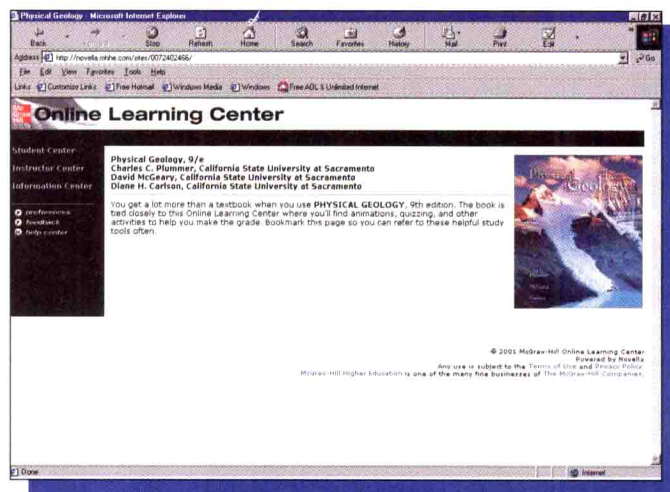 Physical Geology - Microsoft Internet Explorer
Back Stop Refresh Home Search Favorites History Mail Print Edit
Address http://novella.mhhe.com/sites/0072402466/ Go
File Edit View Favorites Tools Help
Links Customize Links Free Hotmail Windows Media Windows Free AOL & Unlimited Internet
Mc
Graw
Hill
Online Learning Center
Student Center
Instructor Center
Information Center
preferences
feedback
help center
Physical Geology, 9/e
Charles C. Plummer, California State University at Sacramento
David McGeary, California State University at Sacramento
Diane H. Carlson, California State University at Sacramento
You get a lot more than a textbook when you use PHYSICAL GEOLOGY, 9th edition. The book is
tied closely to this Online Learning Center where you'll find animations, quizzing, and other
activities to help you make the grade. Bookmark this page so you can refer to these helpful study
tools often.
Physical
Geology
© 2001 McGraw-Hill Online Learning Center
Powered by Novella
Any use is subject to the Terms of Use and Privacy Policy.
McGraw-Hill Higher Education is one of the many fine businesses of The McGraw-Hill Companies.
Done Internet